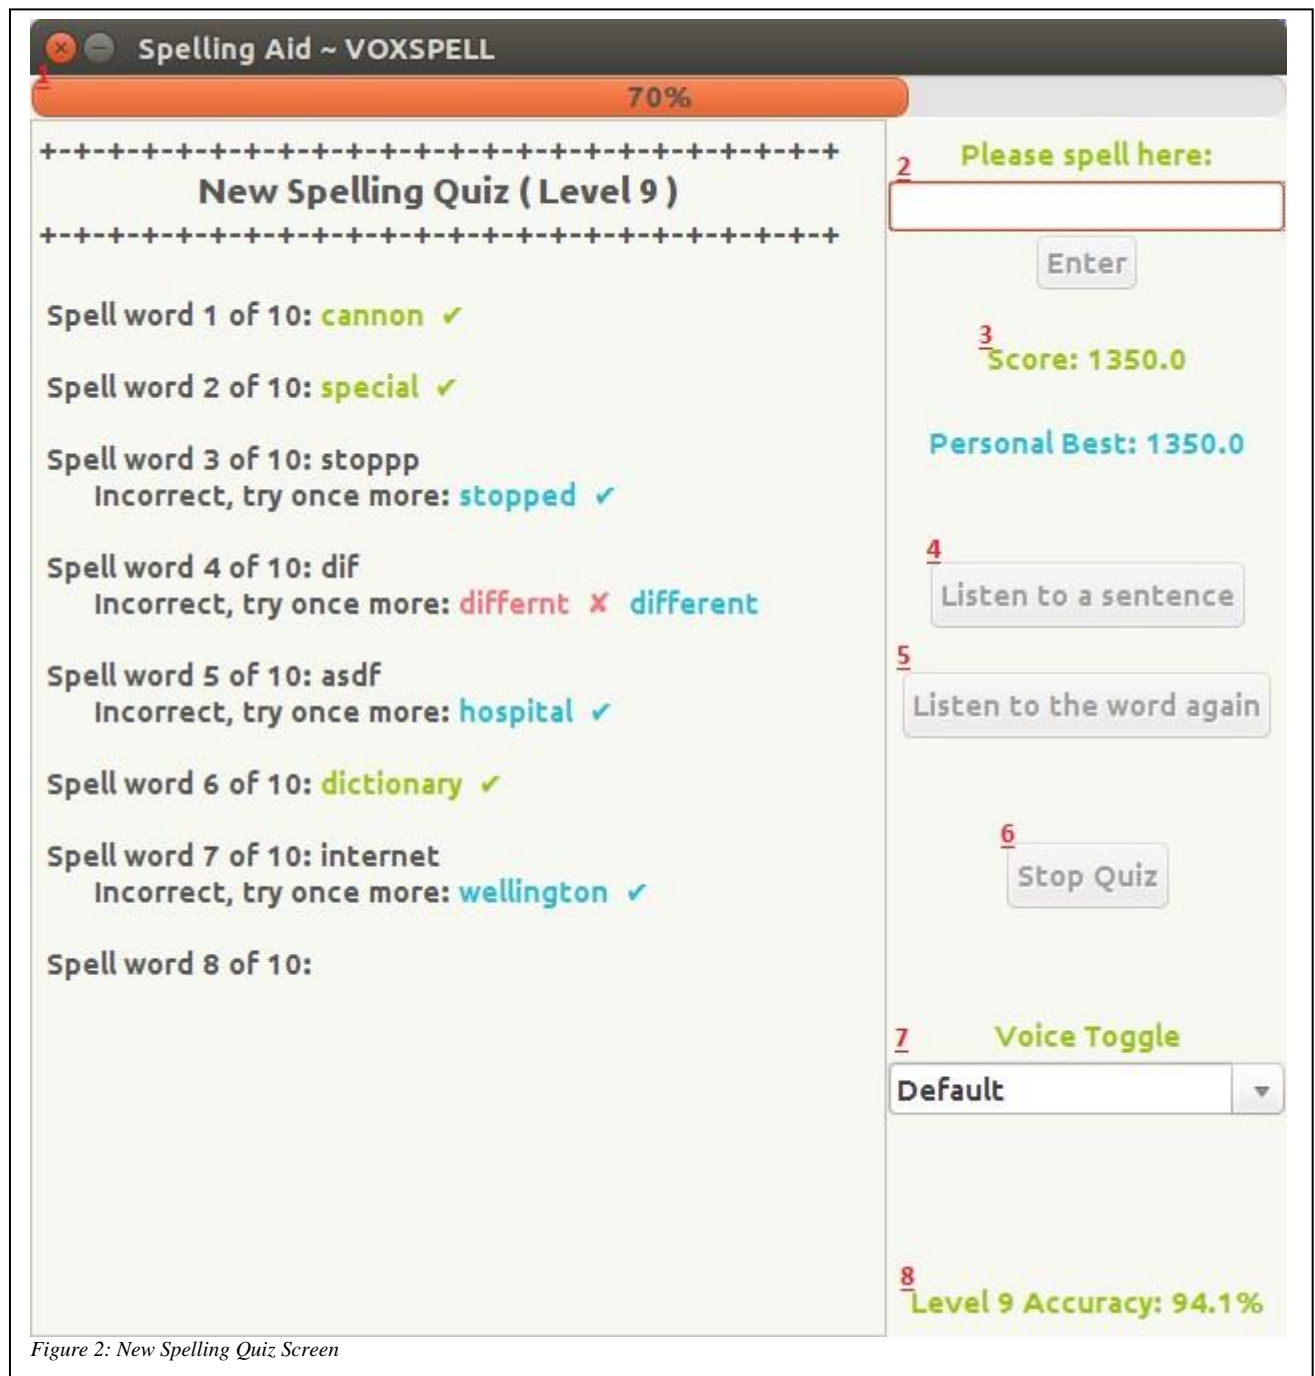 Spelling Aid ~ VOXSPELL
1
70%
+-+-+-+-+-+-+-+-+-+-+-+-+-+-+-+-+-+-+-+-+-+-+-+
New Spelling Quiz ( Level 9 )
+-+-+-+-+-+-+-+-+-+-+-+-+-+-+-+-+-+-+-+-+-+-+-+
Spell word 1 of 10: cannon ✔
Spell word 2 of 10: special ✔
Spell word 3 of 10: stoppp
Incorrect, try once more: stopped ✔
Spell word 4 of 10: dif
Incorrect, try once more: differnt ✘ different
Spell word 5 of 10: asdf
Incorrect, try once more: hospital ✔
Spell word 6 of 10: dictionary ✔
Spell word 7 of 10: internet
Incorrect, try once more: wellington ✔
Spell word 8 of 10:
2
Please spell here:
Enter
3
Score: 1350.0
Personal Best: 1350.0
4
Listen to a sentence
5
Listen to the word again
6
Stop Quiz
7
Voice Toggle
Default
8
Level 9 Accuracy: 94.1%
Figure 2: New Spelling Quiz Screen